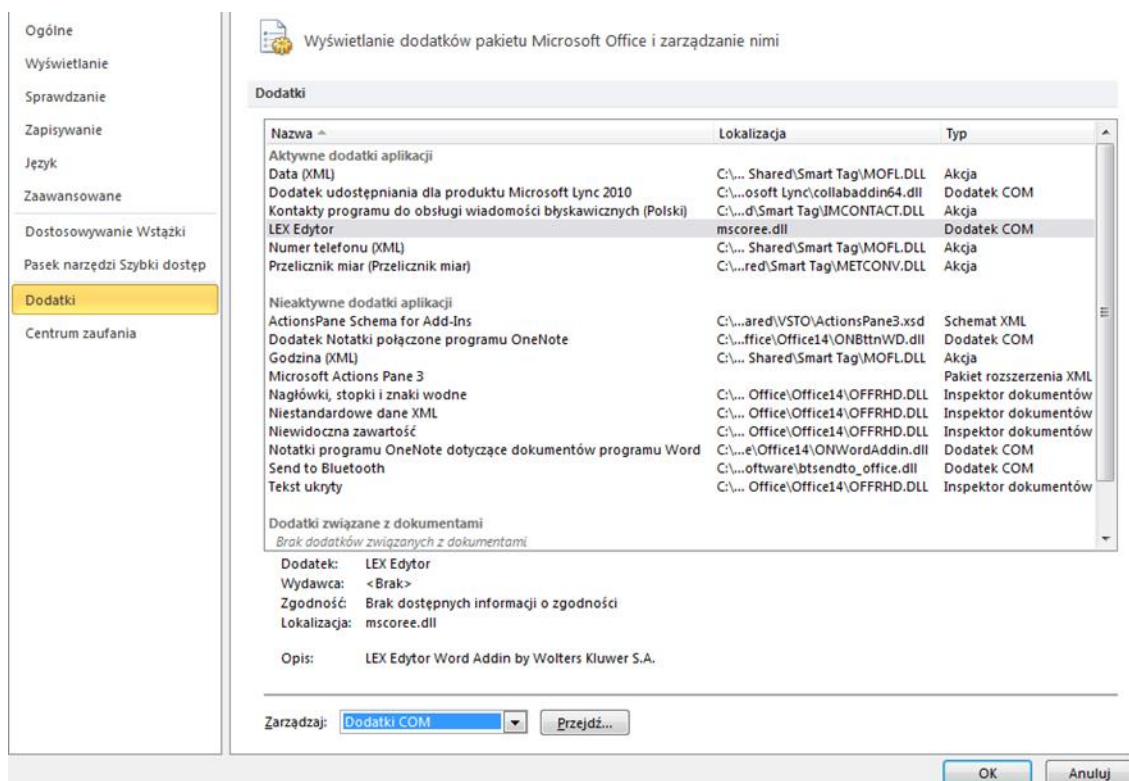 Ogólne
Wyświetlanie
Sprawdzanie
Zapisywanie
Język
Zaawansowane
Dostosowywanie Wstążki
Pasek narzędzi Szybki dostęp
Dodatki
Centrum zaufania
Wyświetlanie dodatków pakietu Microsoft Office i zarządzanie nimi
Dodatki
Nazwa Lokalizacja Typ
Aktywne dodatki aplikacji
Data (XML) C:\... Shared\Smart Tag\MOFL.DLL Akcja
Dodatek udostępniania dla produktu Microsoft Lync 2010 C:\...osoft Lync\collabaddin64.dll Dodatek COM
Kontakty programu do obsługi wiadomości błyskawicznych (Polski) C:\...d\Smart Tag\IMCONTACT.DLL Akcja
LEX Edytor mscoree.dll Dodatek COM
Numer telefonu (XML) C:\... Shared\Smart Tag\MOFL.DLL Akcja
Przelicznik miar (Przelicznik miar) C:\...red\Smart Tag\METCONV.DLL Akcja
Nieaktywne dodatki aplikacji
ActionsPane Schema for Add-Ins C:\...ared\VSTO\ActionsPane3.xsd Schemat XML
Dodatek Notatki połączone programu OneNote C:\...ffice\Office14\ONBttnWD.dll Dodatek COM
Godzina (XML) C:\... Shared\Smart Tag\MOFL.DLL Akcja
Microsoft Actions Pane 3 Pakiet rozszerzenia XML
Nagłówki, stopki i znaki wodne C:\... Office\Office14\OFFRHD.DLL Inspektor dokumentów
Niestandardowe dane XML C:\... Office\Office14\OFFRHD.DLL Inspektor dokumentów
Niewidoczna zawartość C:\... Office\Office14\OFFRHD.DLL Inspektor dokumentów
Notatki programu OneNote dotyczące dokumentów programu Word C:\...e\Office14\ONWordAddin.dll Dodatek COM
Send to Bluetooth C:\...oftware\btsendto_office.dll Dodatek COM
Tekst ukryty C:\... Office\Office14\OFFRHD.DLL Inspektor dokumentów
Dodatki związane z dokumentami
Brak dodatków związanych z dokumentami
Dodatek: LEX Edytor
Wydawca: <Brak>
Zgodność: Brak dostępnych informacji o zgodności
Lokalizacja: mscoree.dll
Opis: LEX Edytor Word Addin by Wolters Kluwer S.A.
Zarządzaj: Dodatki COM Przejdź...
OK Anuluj